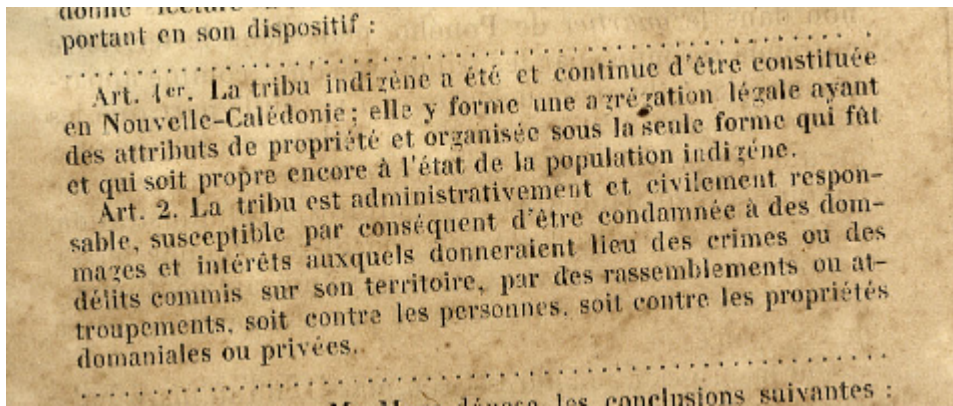 portant en son dispositif :
Art. 1er. La tribu indigène a été et continue d'être constituée
en Nouvelle-Calédonie; elle y forme une agrégation légale ayant
des attributs de propriété et organisée sous la seule forme qui fût
et qui soit propre encore à l'état de la population indigéne.
Art. 2. La tribu est administrativement et civilement respon-
sable, susceptible par conséquent d'être condamnée à des dom-
mages et intérêts auxquels donneraient lieu des crimes ou des
délits commis sur son territoire, par des rassemblements ou at-
troupements, soit contre les personnes, soit contre les propriétés
domaniales ou privées.
les conclusions suivantes :